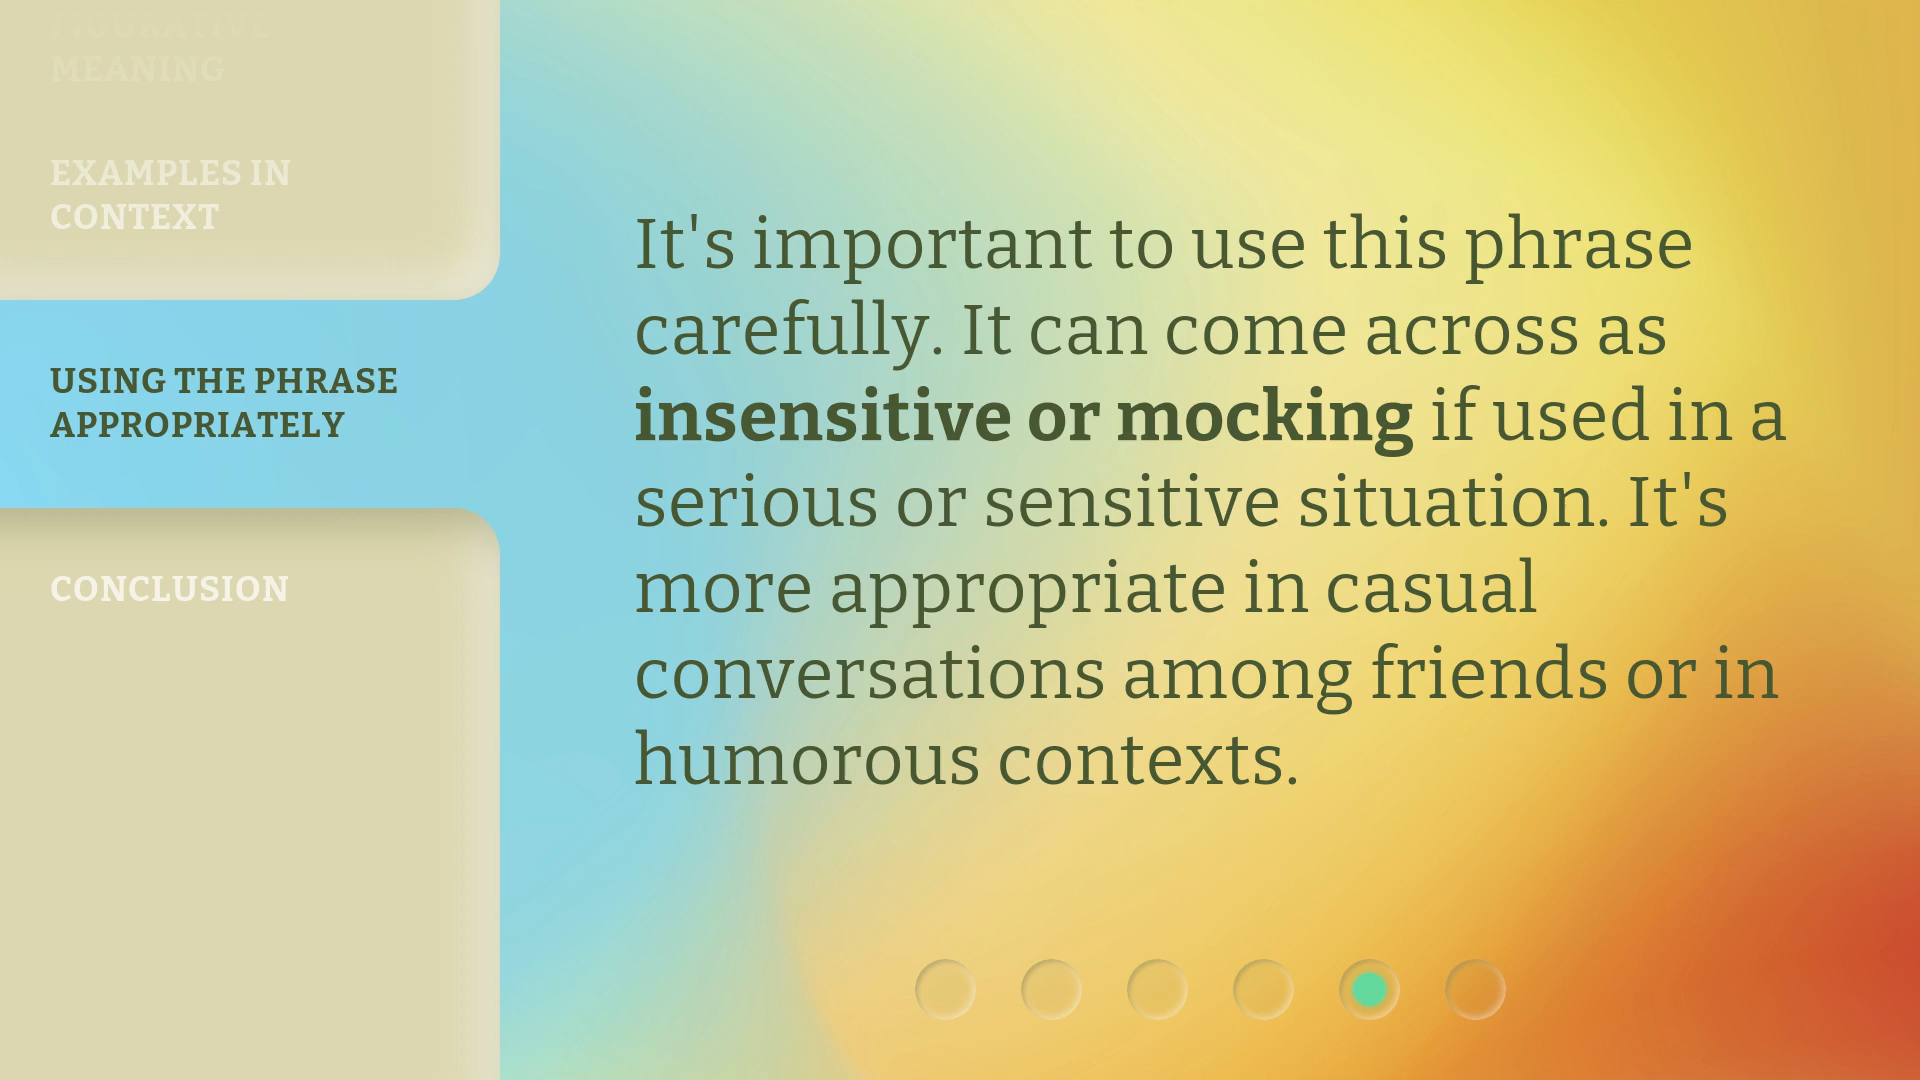 FIGURATIVE
MEANING
EXAMPLES IN
CONTEXT
USING THE PHRASE
APPROPRIATELY
CONCLUSION
It's important to use this phrase
carefully. It can come across as
insensitive or mocking if used in a
serious or sensitive situation. It's
more appropriate in casual
conversations among friends or in
humorous contexts.